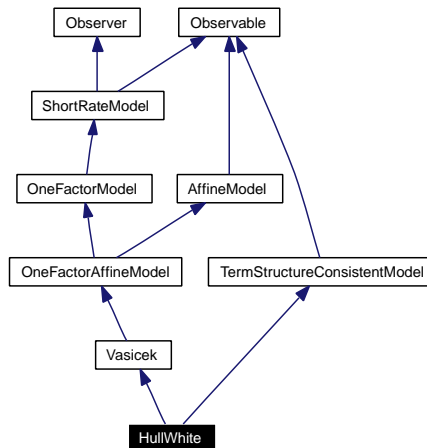 Observer
Observable
ShortRateModel
OneFactorModel
AffineModel
OneFactorAffineModel
TermStructureConsistentModel
Vasicek
HullWhite